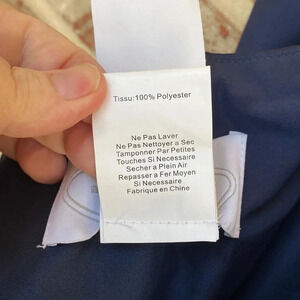 Tissu:100% Polyester
Ne Pas Laver
Ne Pas Nettoyer a Sec
Tamponner Par Petites
Touches Si Necessaire
Secher a Plein Air
Repasser a Fer Moyen
Si Necessaire
Fabrique en Chine